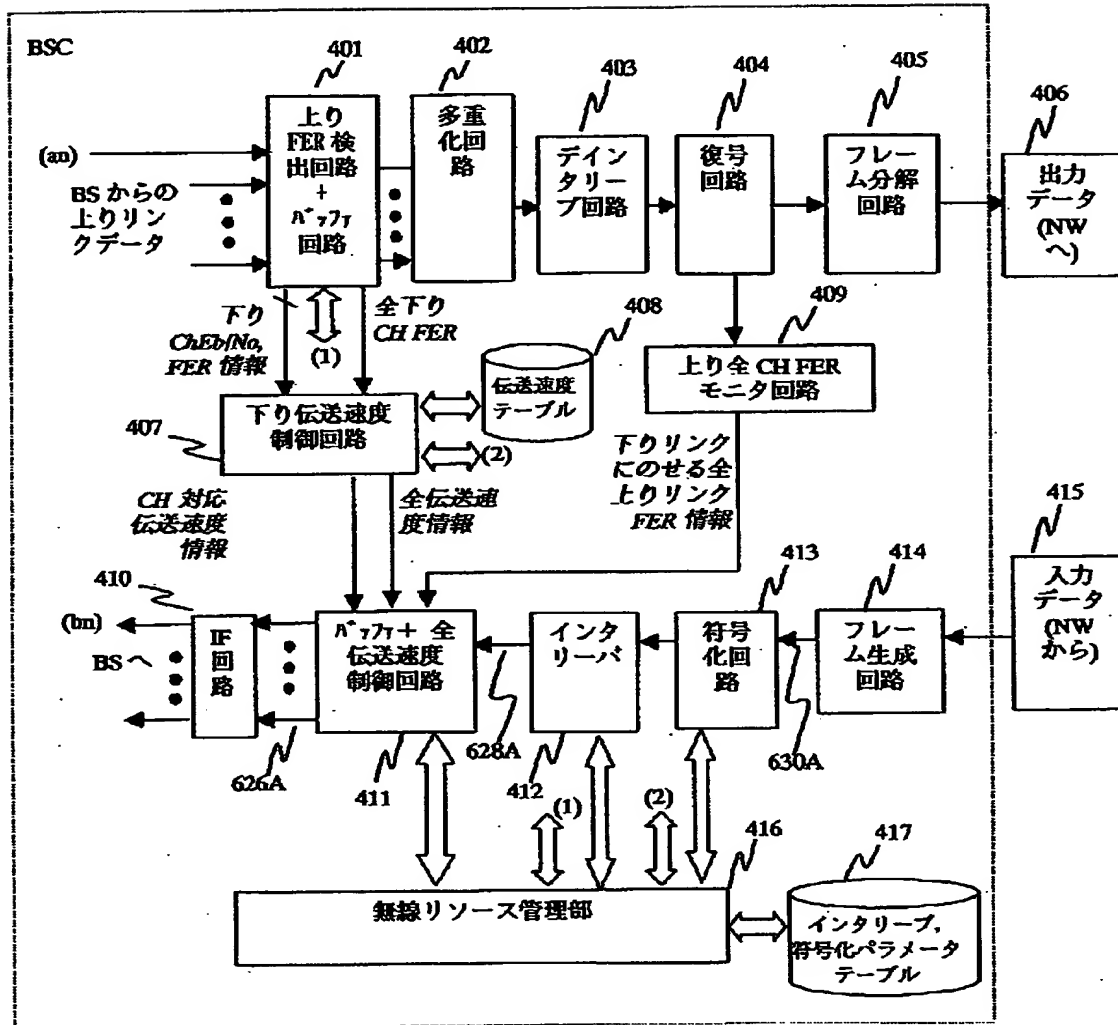 BSC
401
402
403
404
405
406
(an)
BSからの
上りリン
クデータ
上り
FER検
出回路
+
ﾊﾞｯﾌｧ
回路
多重
化回
路
デイン
タリー
ブ回路
復号
回路
フレー
ム分解
回路
出力
データ
(NW
へ)
下り
ChEb/No,
FER 情報
(1)
全下り
CH FER
408
409
伝送速度
テーブル
上り全 CH FER
モニタ回路
407
下り伝送速度
制御回路
(2)
CH 対応
伝送速度
情報
全伝送速
度情報
下りリンク
にのせる全
上りリンク
FER 情報
410
413
414
415
(bn)
BSへ
IF
回
路
ﾊﾞｯﾌｧ+ 全
伝送速度
制御回路
インタ
リーバ
符号
化回
路
フレー
ム生成
回路
入力
データ
(NW
から)
626A
411
628A
412
630A
(1)
(2)
416
417
無線リソース管理部
インタリーブ,
符号化パラメータ
テーブル